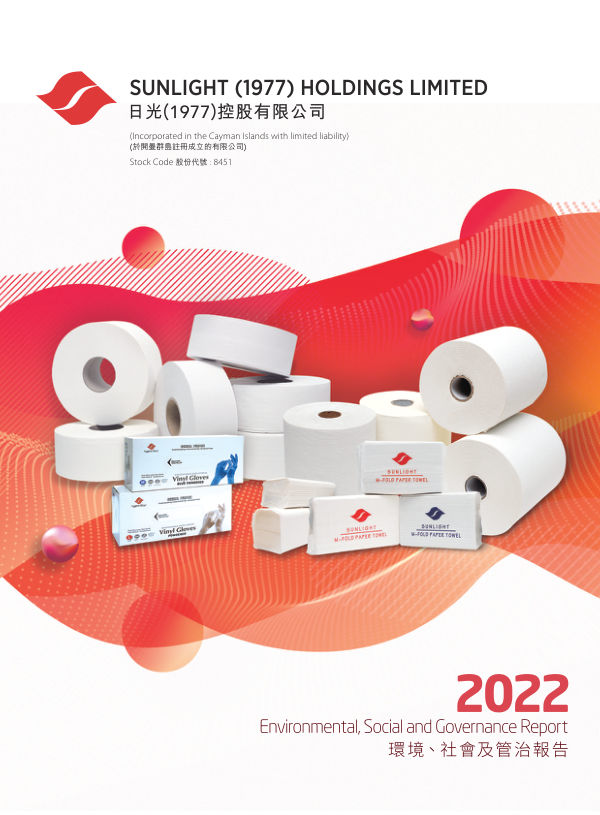 SUNLIGHT (1977) HOLDINGS LIMITED
日光(1977)控股有限公司
(Incorporated in the Cayman Islands with limited liability)
(於開曼群島註冊成立的有限公司)
Stock Code 股份代號 : 8451
Vinyl Gloves
BLUE POWDERED
Vinyl Gloves
POWDERED
SUNLIGHT
M-FOLD PAPER TOWEL
SUNLIGHT
M-FOLD PAPER TOWEL
SUNLIGHT
M-FOLD PAPER TOWEL
2022
Environmental, Social and Governance Report
環境、社會及管治報告